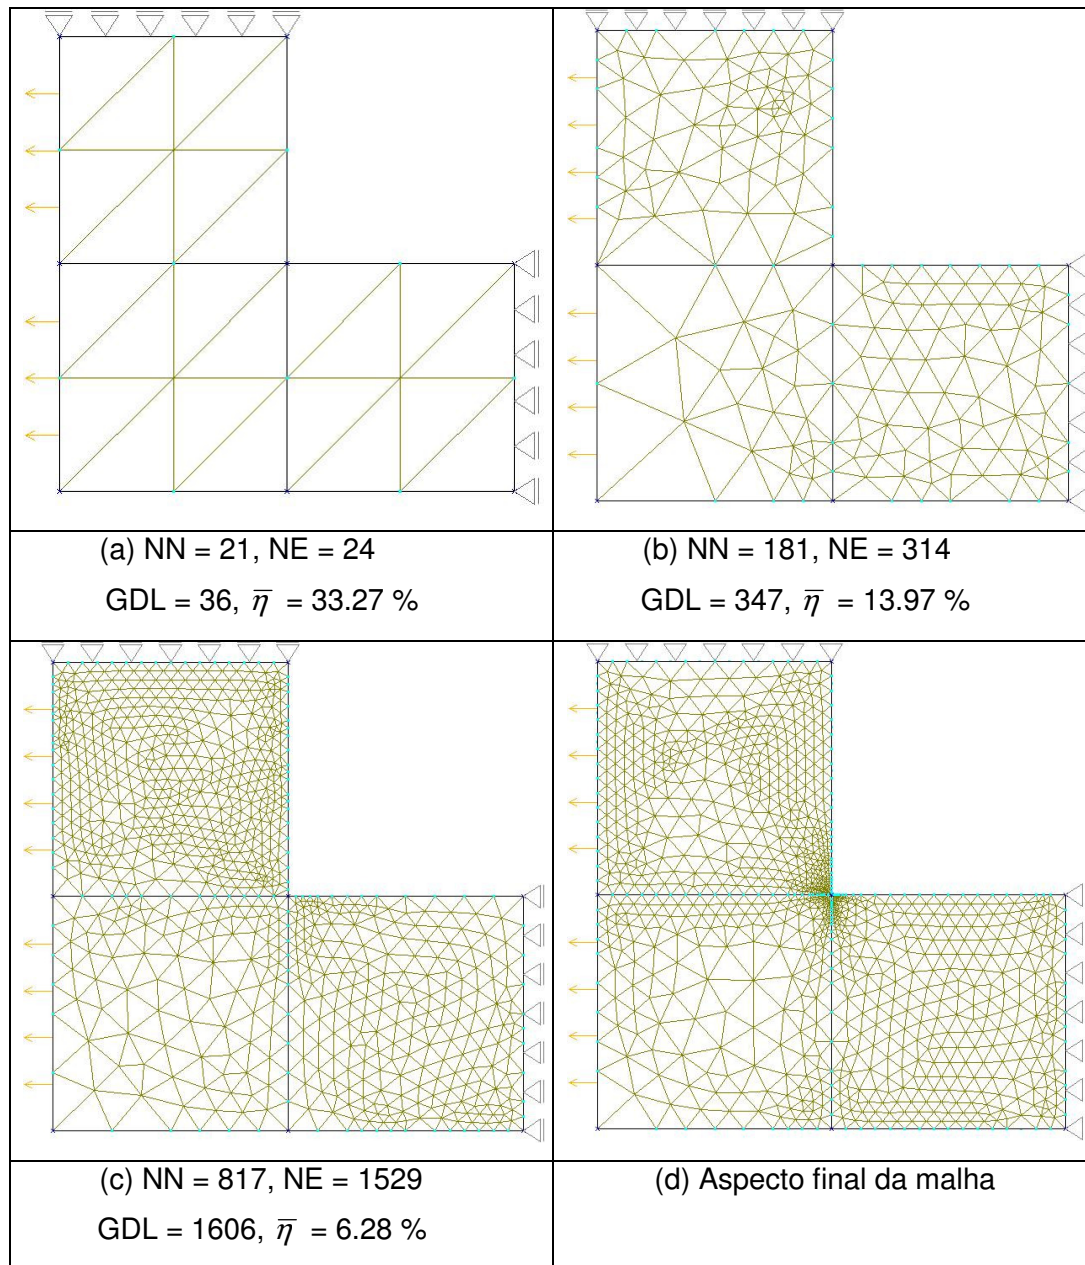 (a) NN = 21, NE = 24
GDL = 36, η̅ = 33.27 %
(b) NN = 181, NE = 314
GDL = 347, η̅ = 13.97 %
(c) NN = 817, NE = 1529
GDL = 1606, η̅ = 6.28 %
(d) Aspecto final da malha